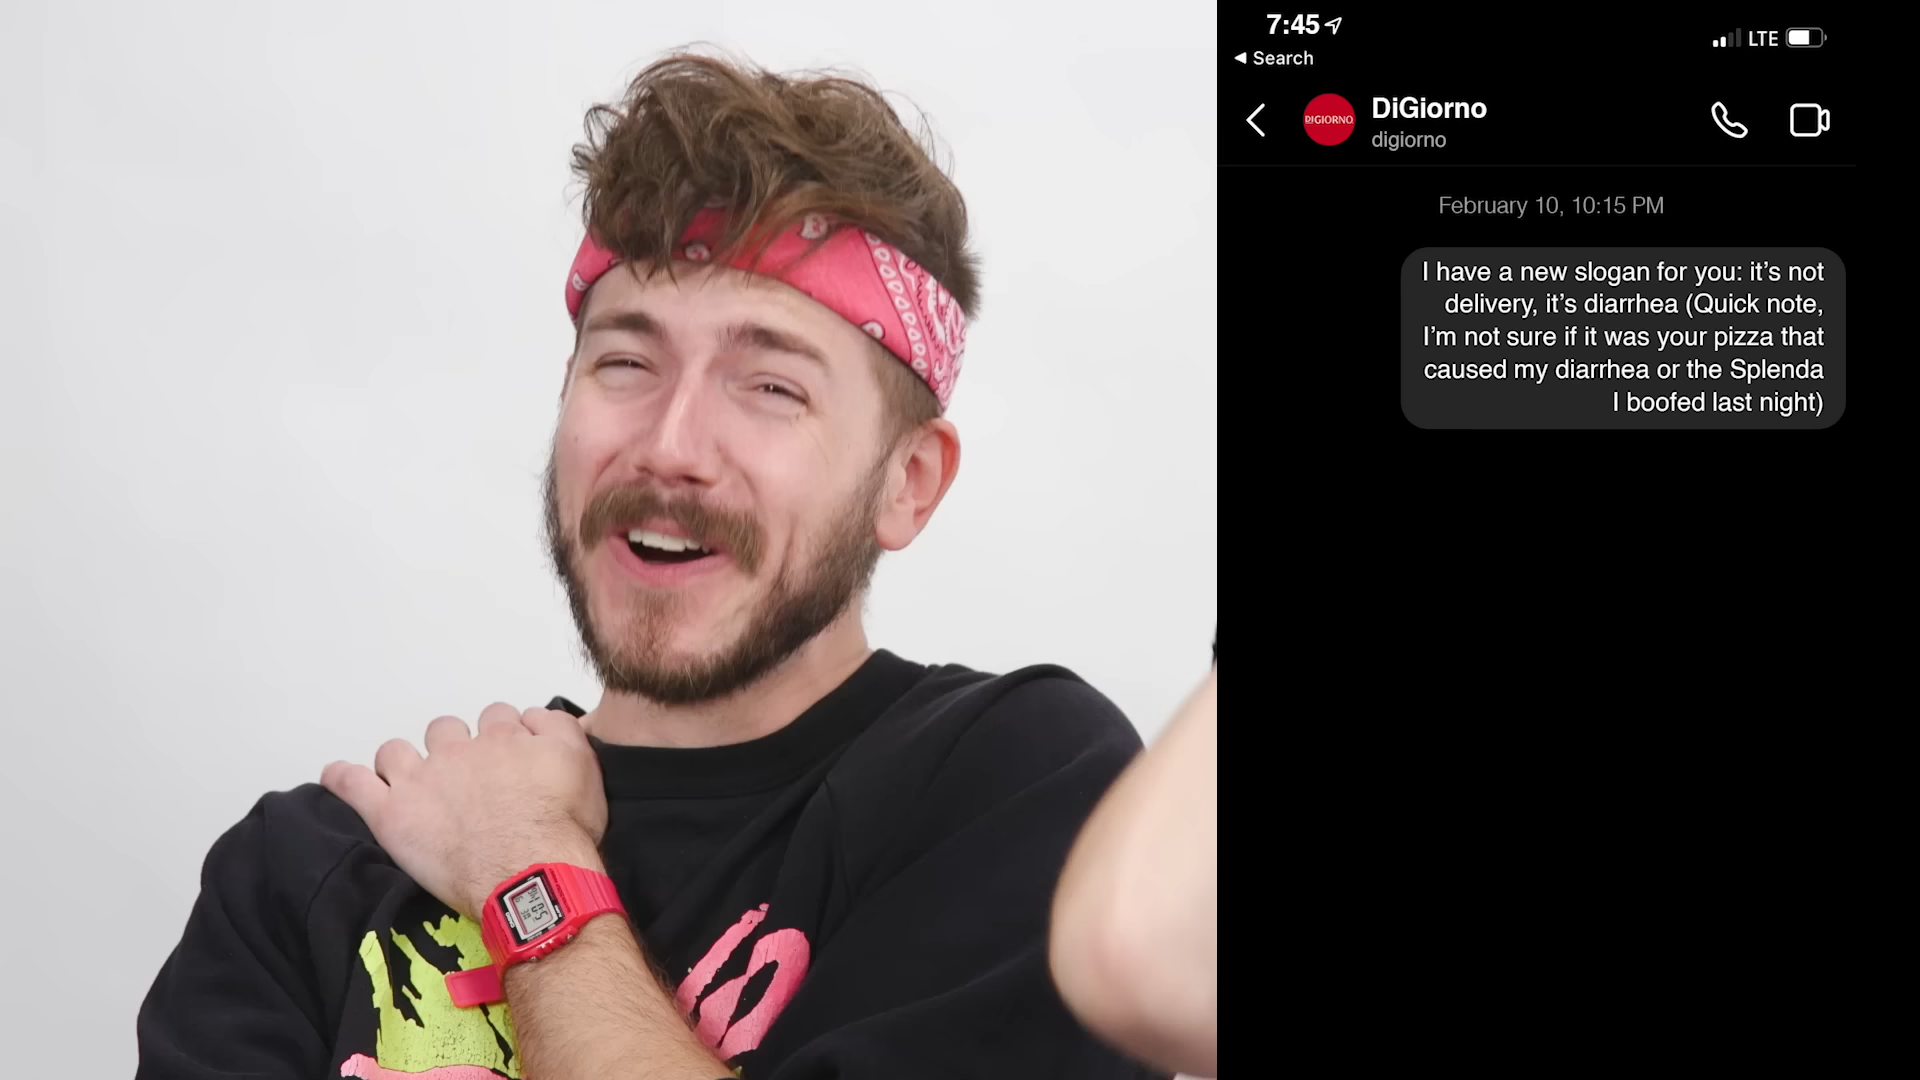 7:45
LTE
◀ Search
DIGIORNO
DiGiorno
digiorno
February 10, 10:15 PM
I have a new slogan for you: it’s not
delivery, it’s diarrhea (Quick note,
I’m not sure if it was your pizza that
caused my diarrhea or the Splenda
I boofed last night)